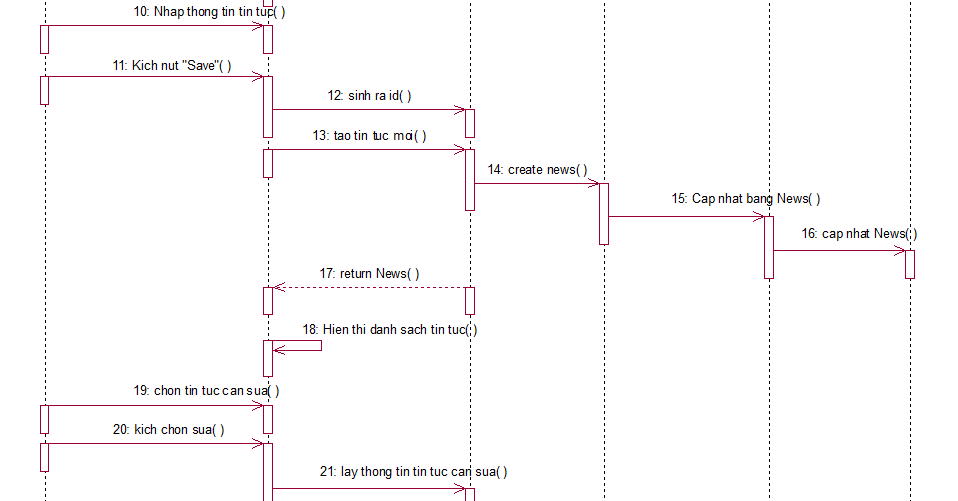 10: Nhap thong tin tin tuc( )
11: Kich nut "Save"( )
12: sinh ra id( )
13: tao tin tuc moi( )
14: create news( )
15: Cap nhat bang News( )
16: cap nhat News( )
17: return News( )
18: Hien thi danh sach tin tuc( )
19: chon tin tuc can sua( )
20: kich chon sua( )
21: lay thong tin tin tuc can sua( )